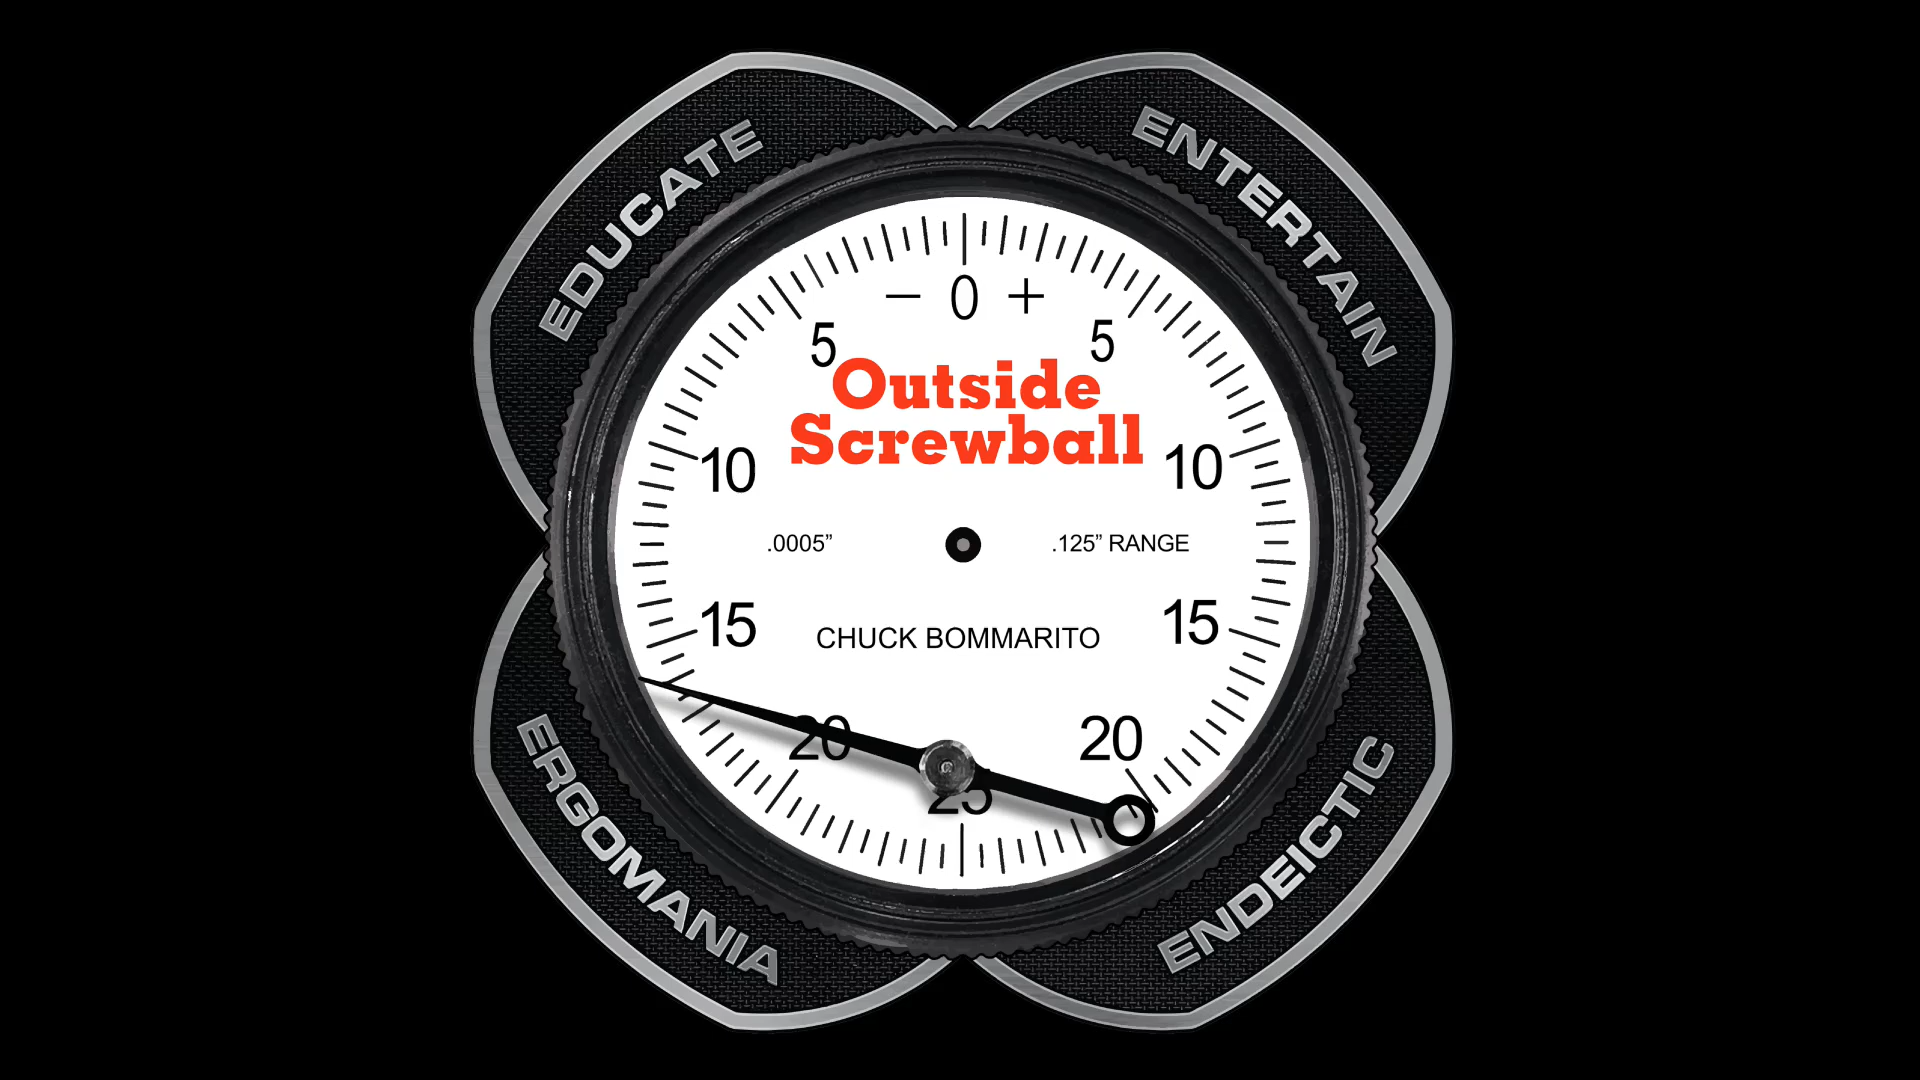 EDUCATE
ENTERTAIN
− 0 +
5 5
Outside
Screwball
10 10
.0005” .125” RANGE
15 15
CHUCK BOMMARITO
20 20
25
ERGOMANIA
ENDEICTIC